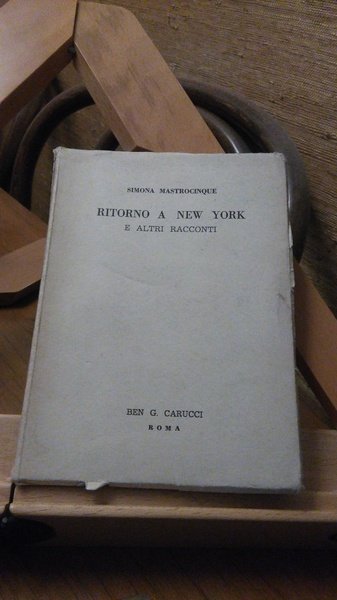 SIMONA MASTROCINQUE
RITORNO A NEW YORK
E ALTRI RACCONTI
BEN G. CARUCCI
ROMA